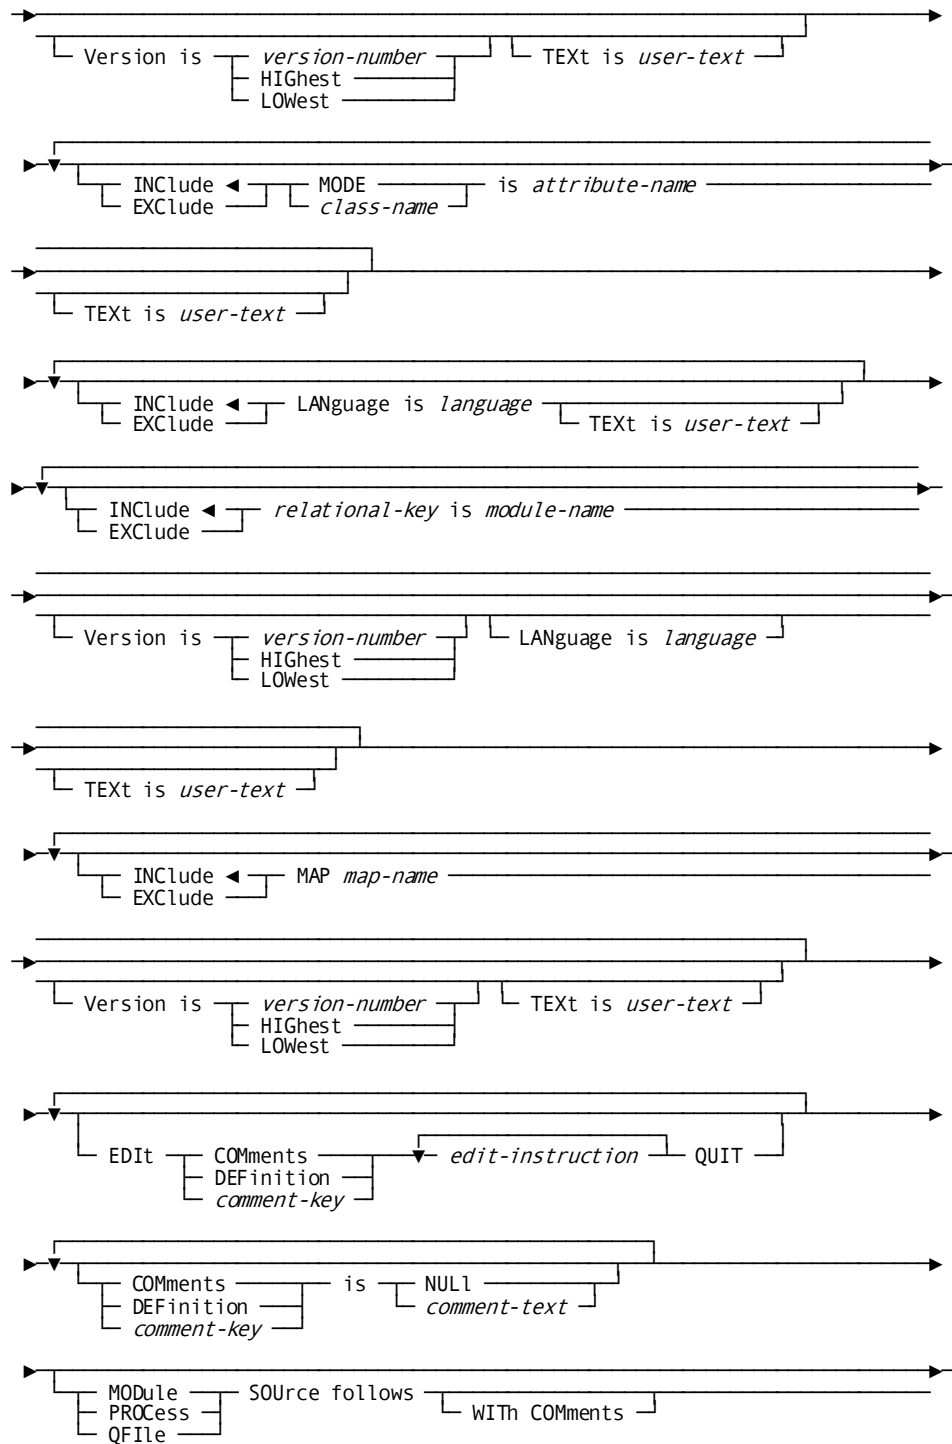 Version is version-number TEXt is user-text
HIGhest
LOWest
INClude MODE is attribute-name
EXClude class-name
TEXt is user-text
INClude LANguage is language
EXClude TEXt is user-text
INClude relational-key is module-name
EXClude
Version is version-number LANguage is language
HIGhest
LOWest
TEXt is user-text
INClude MAP map-name
EXClude
Version is version-number TEXt is user-text
HIGhest
LOWest
EDIt COMments edit-instruction QUIT
DEFinition
comment-key
COMments is NULl
DEFinition comment-text
comment-key
MODule SOUrce follows
PROCess WITh COMments
QFIle